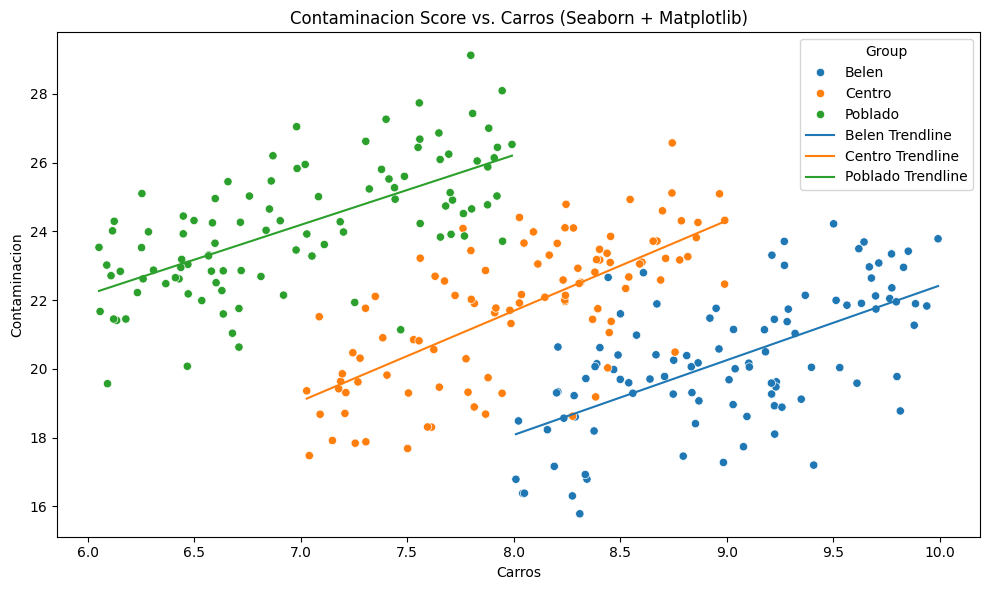 Contaminacion Score vs. Carros (Seaborn + Matplotlib)
Group
Belen
Centro
Poblado
Belen Trendline
Centro Trendline
Poblado Trendline
Contaminacion
28
26
24
22
20
18
16
6.0 6.5 7.0 7.5 8.0 8.5 9.0 9.5 10.0
Carros